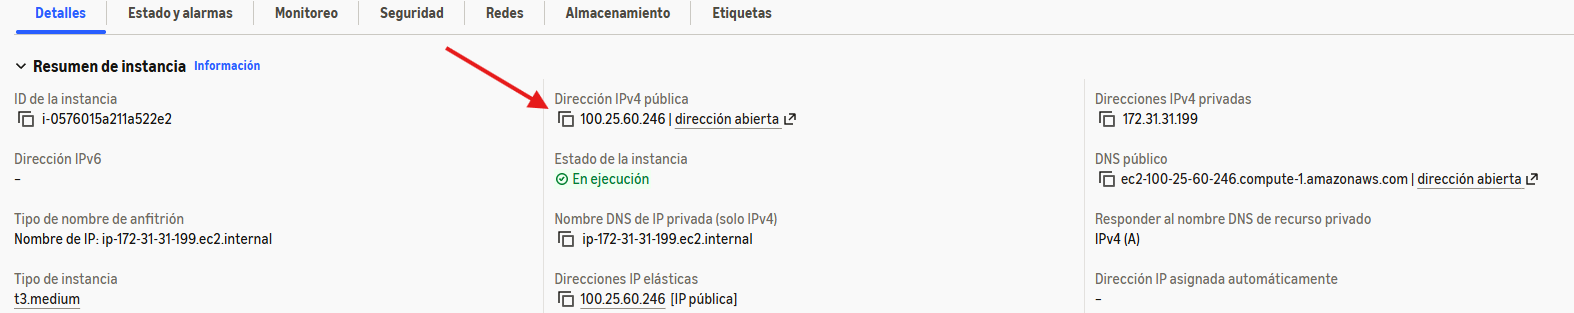 Detalles Estado y alarmas Monitoreo Seguridad Redes Almacenamiento Etiquetas
Resumen de instancia Información
ID de la instancia
i-0576015a211a522e2
Dirección IPv4 pública
100.25.60.246 | dirección abierta
Direcciones IPv4 privadas
172.31.31.199
Dirección IPv6
–
Estado de la instancia
En ejecución
DNS público
ec2-100-25-60-246.compute-1.amazonaws.com | dirección abierta
Tipo de nombre de anfitrión
Nombre de IP: ip-172-31-31-199.ec2.internal
Nombre DNS de IP privada (solo IPv4)
ip-172-31-31-199.ec2.internal
Responder al nombre DNS de recurso privado
IPv4 (A)
Tipo de instancia
t3.medium
Direcciones IP elásticas
100.25.60.246 [IP pública]
Dirección IP asignada automáticamente
–